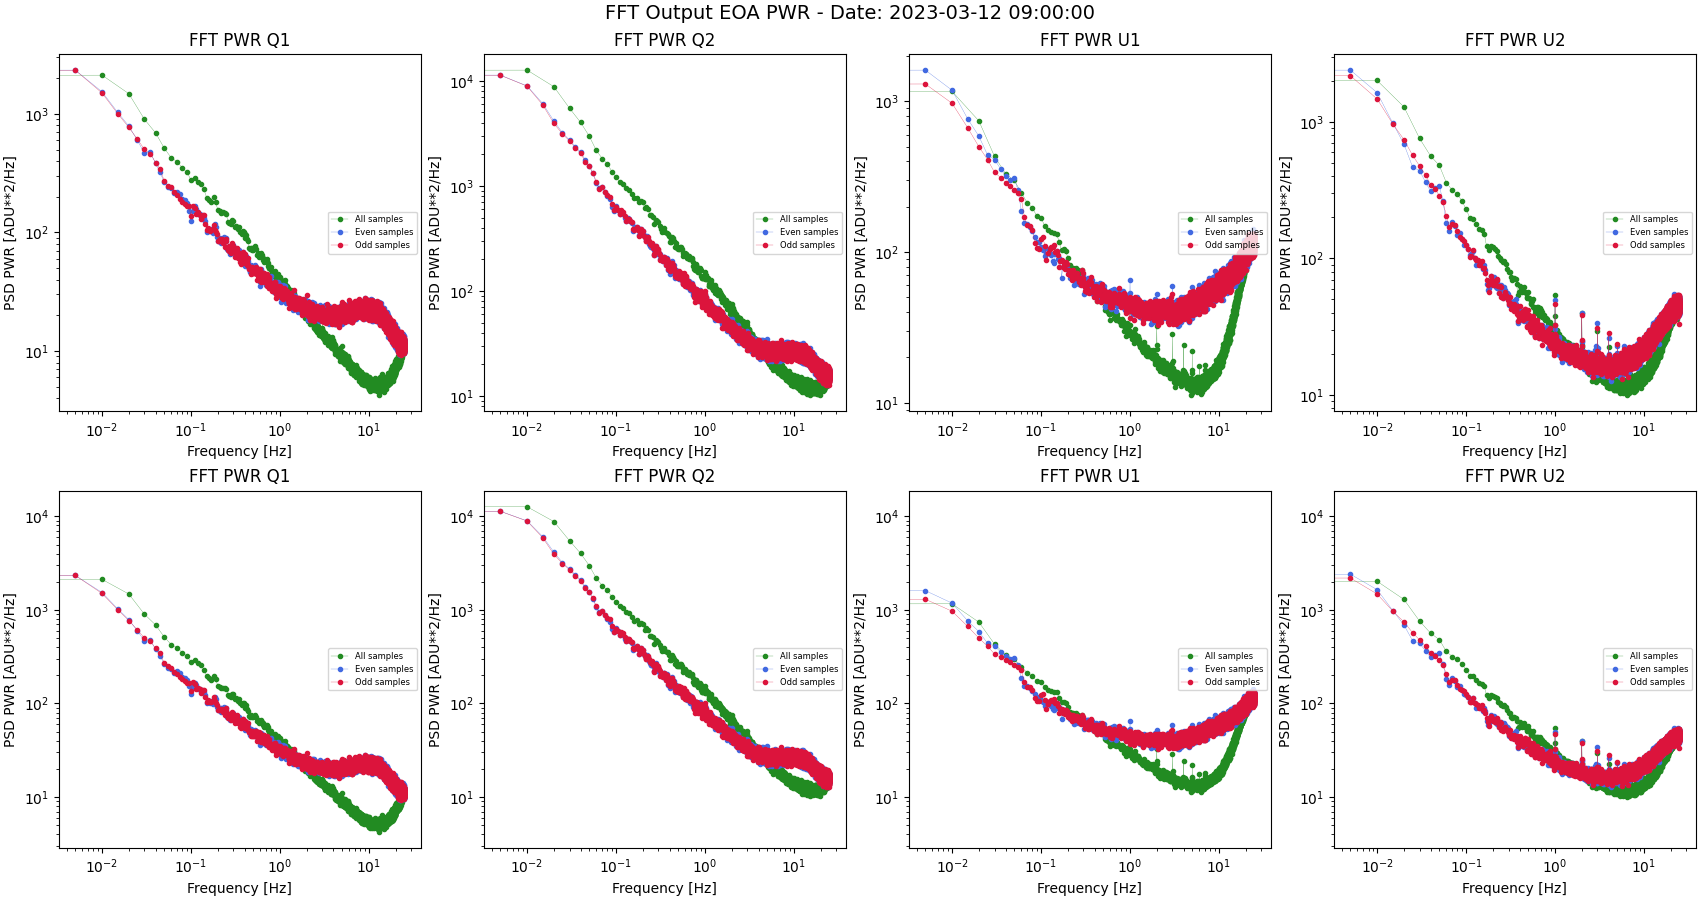 FFT Output EOA PWR - Date: 2023-03-12 09:00:00
FFT PWR Q1
PSD PWR [ADU**2/Hz]
10³
10²
10¹
10⁻² 10⁻¹ 10⁰ 10¹
Frequency [Hz]
All samples
Even samples
Odd samples
FFT PWR Q2
PSD PWR [ADU**2/Hz]
10⁴
10³
10²
10¹
10⁻² 10⁻¹ 10⁰ 10¹
Frequency [Hz]
All samples
Even samples
Odd samples
FFT PWR U1
PSD PWR [ADU**2/Hz]
10³
10²
10¹
10⁻² 10⁻¹ 10⁰ 10¹
Frequency [Hz]
All samples
Even samples
Odd samples
FFT PWR U2
PSD PWR [ADU**2/Hz]
10³
10²
10¹
10⁻² 10⁻¹ 10⁰ 10¹
Frequency [Hz]
All samples
Even samples
Odd samples
FFT PWR Q1
PSD PWR [ADU**2/Hz]
10⁴
10³
10²
10¹
10⁻² 10⁻¹ 10⁰ 10¹
Frequency [Hz]
All samples
Even samples
Odd samples
FFT PWR Q2
PSD PWR [ADU**2/Hz]
10⁴
10³
10²
10¹
10⁻² 10⁻¹ 10⁰ 10¹
Frequency [Hz]
All samples
Even samples
Odd samples
FFT PWR U1
PSD PWR [ADU**2/Hz]
10⁴
10³
10²
10¹
10⁻² 10⁻¹ 10⁰ 10¹
Frequency [Hz]
All samples
Even samples
Odd samples
FFT PWR U2
PSD PWR [ADU**2/Hz]
10⁴
10³
10²
10¹
10⁻² 10⁻¹ 10⁰ 10¹
Frequency [Hz]
All samples
Even samples
Odd samples